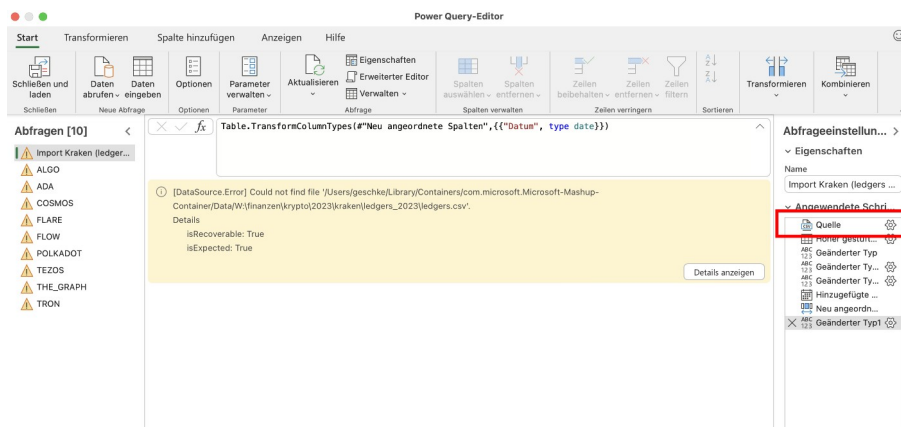 Power Query-Editor
Start Transformieren Spalte hinzufügen Anzeigen Hilfe
Schließen und laden
Daten abrufen
Daten eingeben
Optionen
Parameter verwalten
Aktualisieren
Eigenschaften
Erweiterter Editor
Verwalten
Spalten auswählen
Spalten entfernen
Zeilen beibehalten
Zeilen entfernen
Zeilen filtern
Transformieren
Kombinieren
Schließen Neue Abfrage Optionen Parameter Abfrage Spalten verwalten Zeilen verringern Sortieren
Abfragen [10]
Import Kraken (ledger...
ALGO
ADA
COSMOS
FLARE
FLOW
POLKADOT
TEZOS
THE_GRAPH
TRON
fx Table.TransformColumnTypes(#"Neu angeordnete Spalten",{{"Datum", type date}})
[DataSource.Error] Could not find file '/Users/geschke/Library/Containers/com.microsoft.Microsoft-Mashup-
Container/Data/W:\finanzen\krypto\2023\kraken\ledgers_2023\ledgers.csv'.
Details
isRecoverable: True
isExpected: True
Details anzeigen
Abfrageeinstellun...
Eigenschaften
Name
Import Kraken (ledgers ...
Angewendete Schri...
Quelle
Höher gestuft...
Geänderter Typ
Geänderter Ty...
Geänderter Ty...
Hinzugefügte ...
Neu angeordn...
Geänderter Typ1